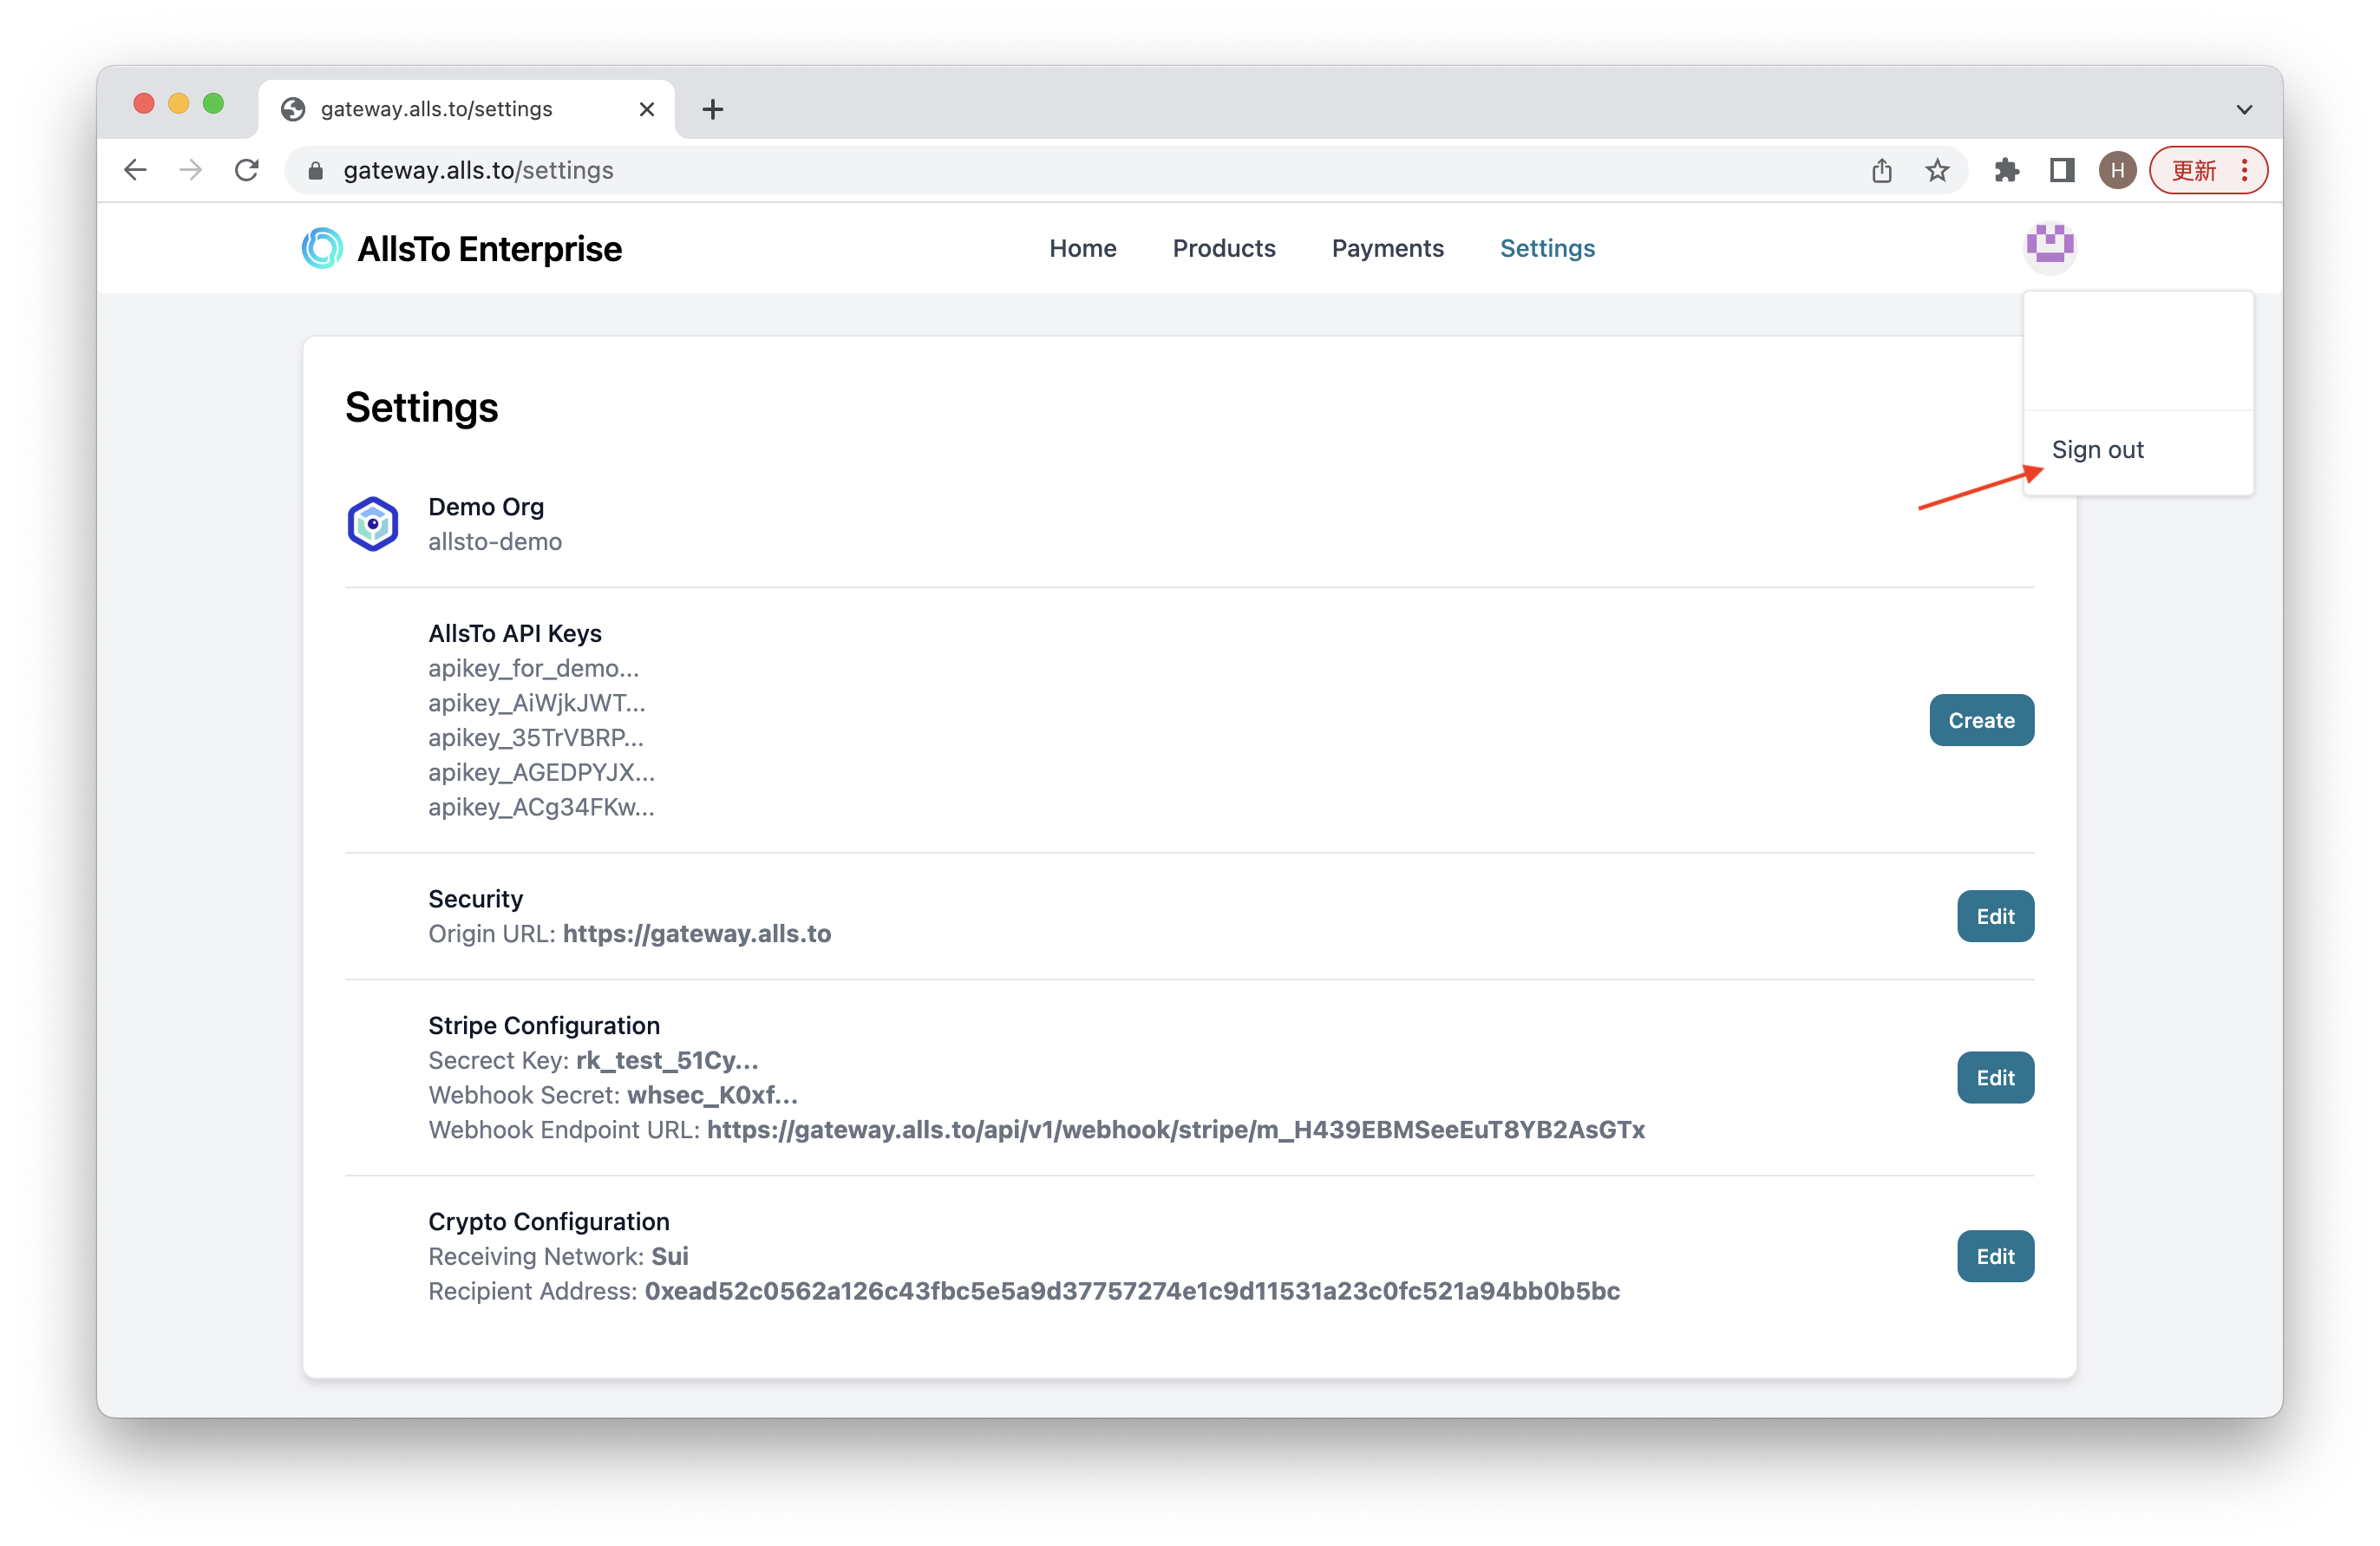 gateway.alls.to/settings
gateway.alls.to/settings
H
更新
AllsTo Enterprise
Home
Products
Payments
Settings
Sign out
Settings
Demo Org
allsto-demo
AllsTo API Keys
apikey_for_demo...
apikey_AiWjkJWT...
apikey_35TrVBRP...
apikey_AGEDPYJX...
apikey_ACg34FKw...
Create
Security
Origin URL: https://gateway.alls.to
Edit
Stripe Configuration
Secrect Key: rk_test_51Cy...
Webhook Secret: whsec_K0xf...
Webhook Endpoint URL: https://gateway.alls.to/api/v1/webhook/stripe/m_H439EBMSeeEuT8YB2AsGTx
Edit
Crypto Configuration
Receiving Network: Sui
Recipient Address: 0xead52c0562a126c43fbc5e5a9d37757274e1c9d11531a23c0fc521a94bb0b5bc
Edit